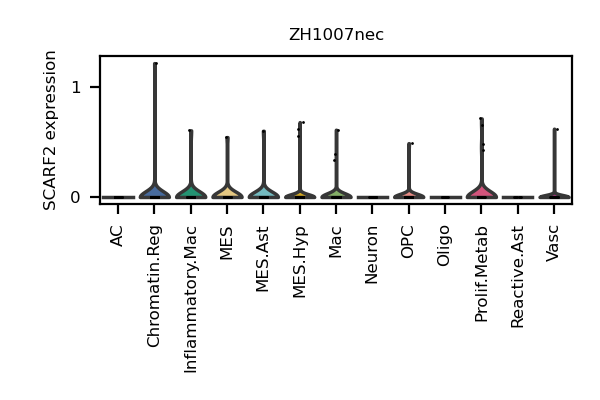 ZH1007nec
SCARF2 expression
1
0
AC
Chromatin.Reg
Inflammatory.Mac
MES
MES.Ast
MES.Hyp
Mac
Neuron
OPC
Oligo
Prolif.Metab
Reactive.Ast
Vasc